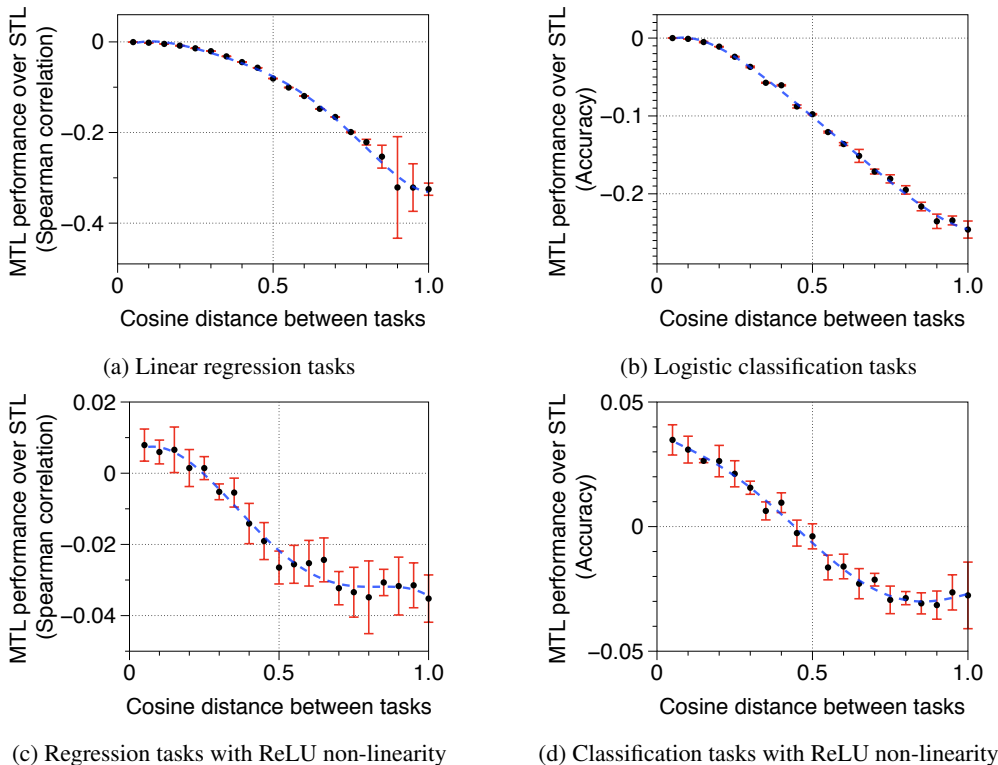 MTL performance over STL
(Spearman correlation)
0
−0.2
−0.4
0
0.5
1.0
Cosine distance between tasks
(a) Linear regression tasks
MTL performance over STL
(Accuracy)
0
−0.1
−0.2
0
0.5
1.0
Cosine distance between tasks
(b) Logistic classification tasks
MTL performance over STL
(Spearman correlation)
0.02
0
−0.02
−0.04
0
0.5
1.0
Cosine distance between tasks
(c) Regression tasks with ReLU non-linearity
MTL performance over STL
(Accuracy)
0.05
0
−0.05
0
0.5
1.0
Cosine distance between tasks
(d) Classification tasks with ReLU non-linearity